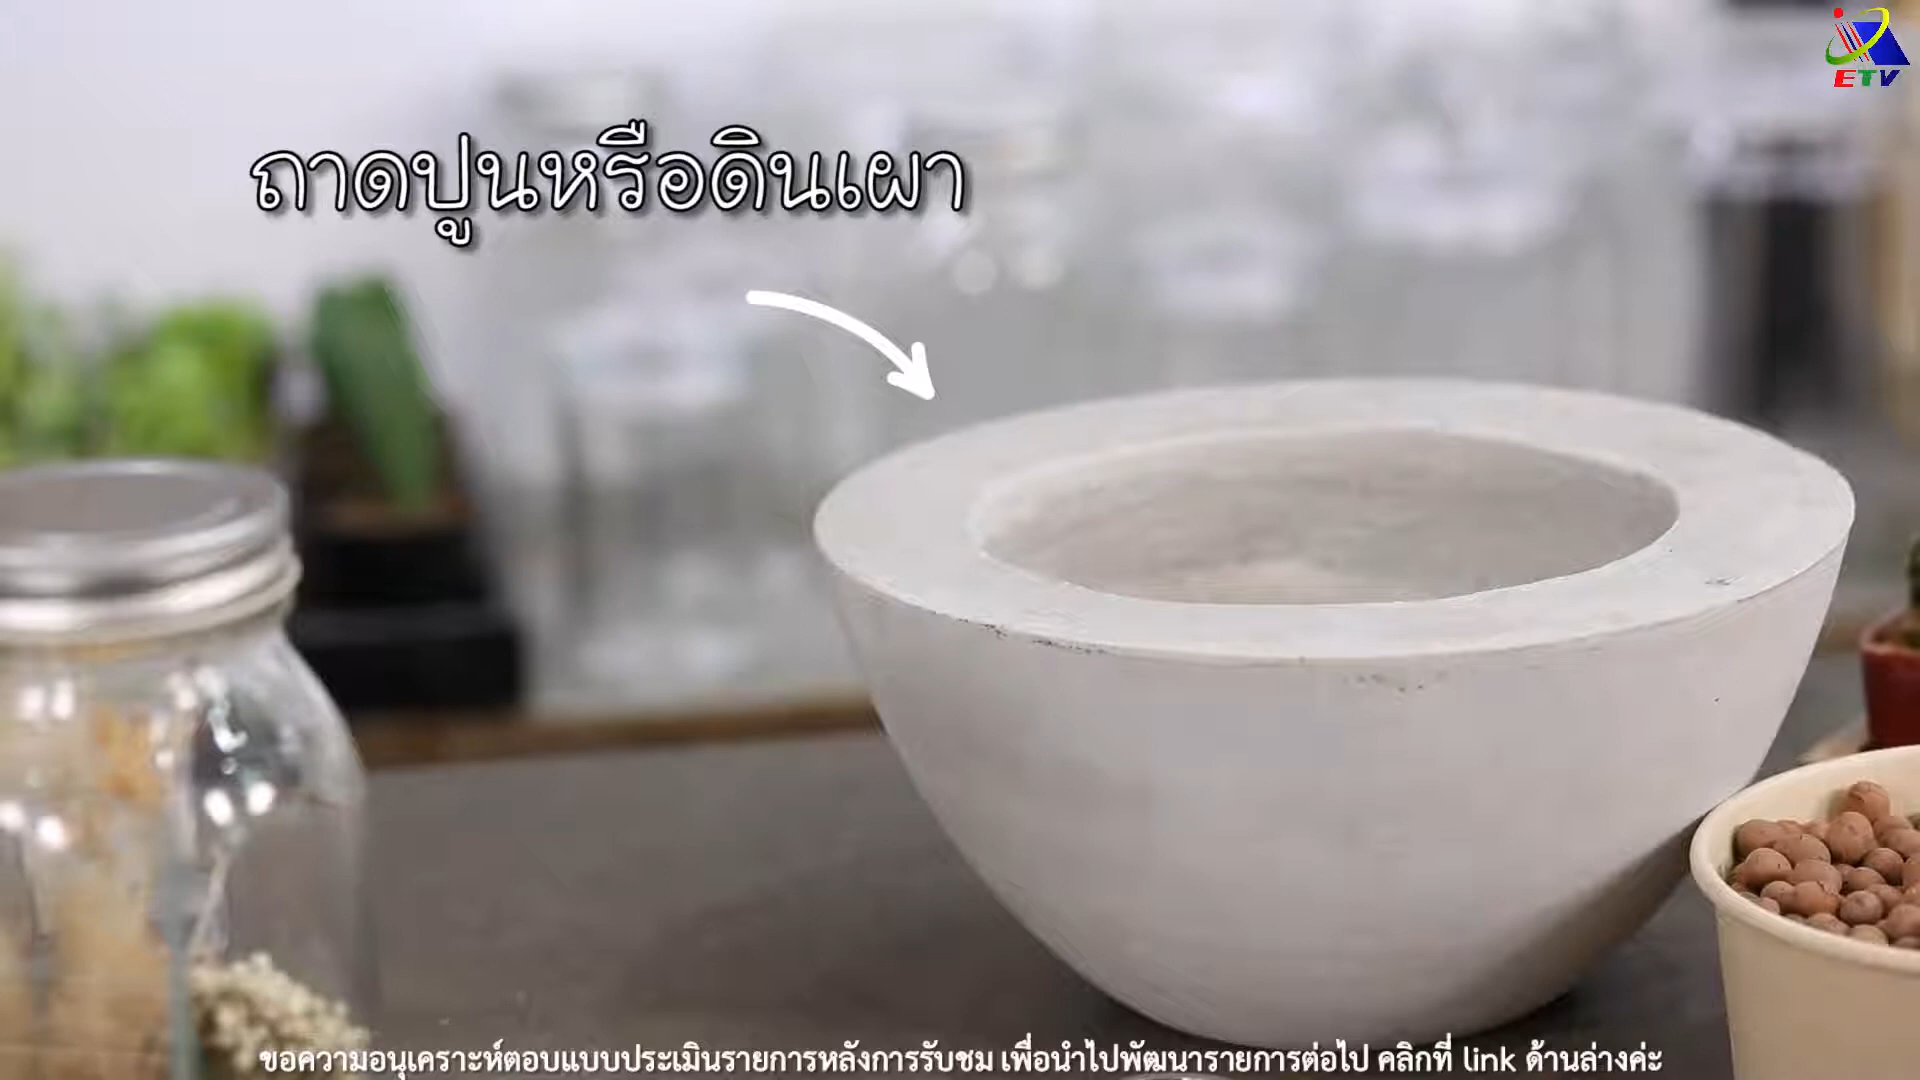 ETV
ถาดปูนหรือดินเผา
ขอความอนุเคราะห์ตอบแบบประเมินรายการหลังการรับชม เพื่อนำไปพัฒนารายการต่อไป คลิกที่ link ด้านล่างค่ะ